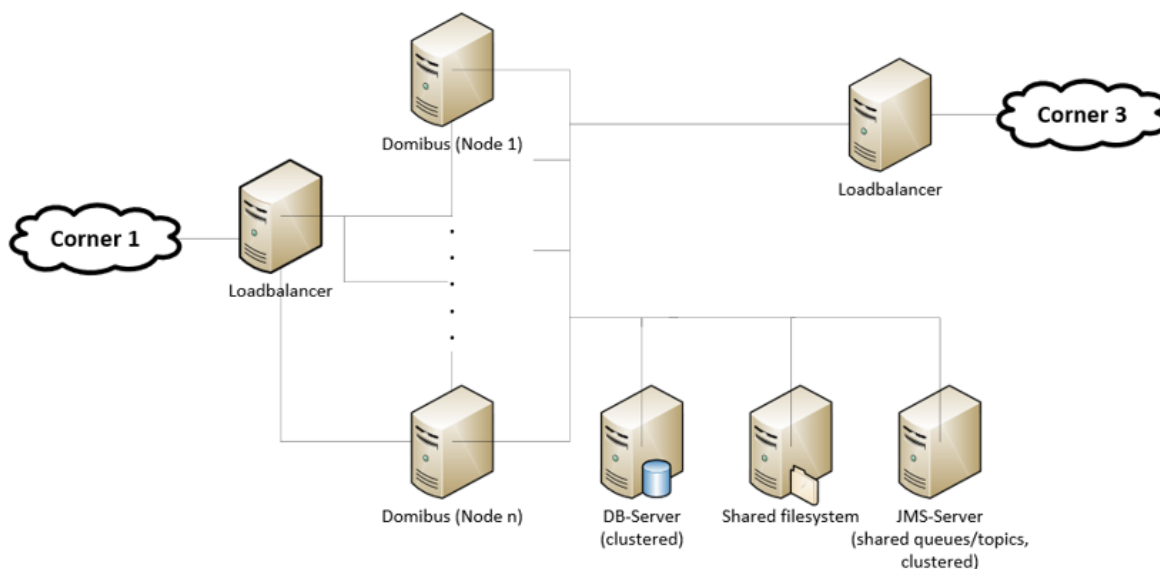 Domibus (Node 1)
Corner 3
Loadbalancer
Corner 1
Loadbalancer
Domibus (Node n)
DB-Server
(clustered)
Shared filesystem
JMS-Server
(shared queues/topics,
clustered)